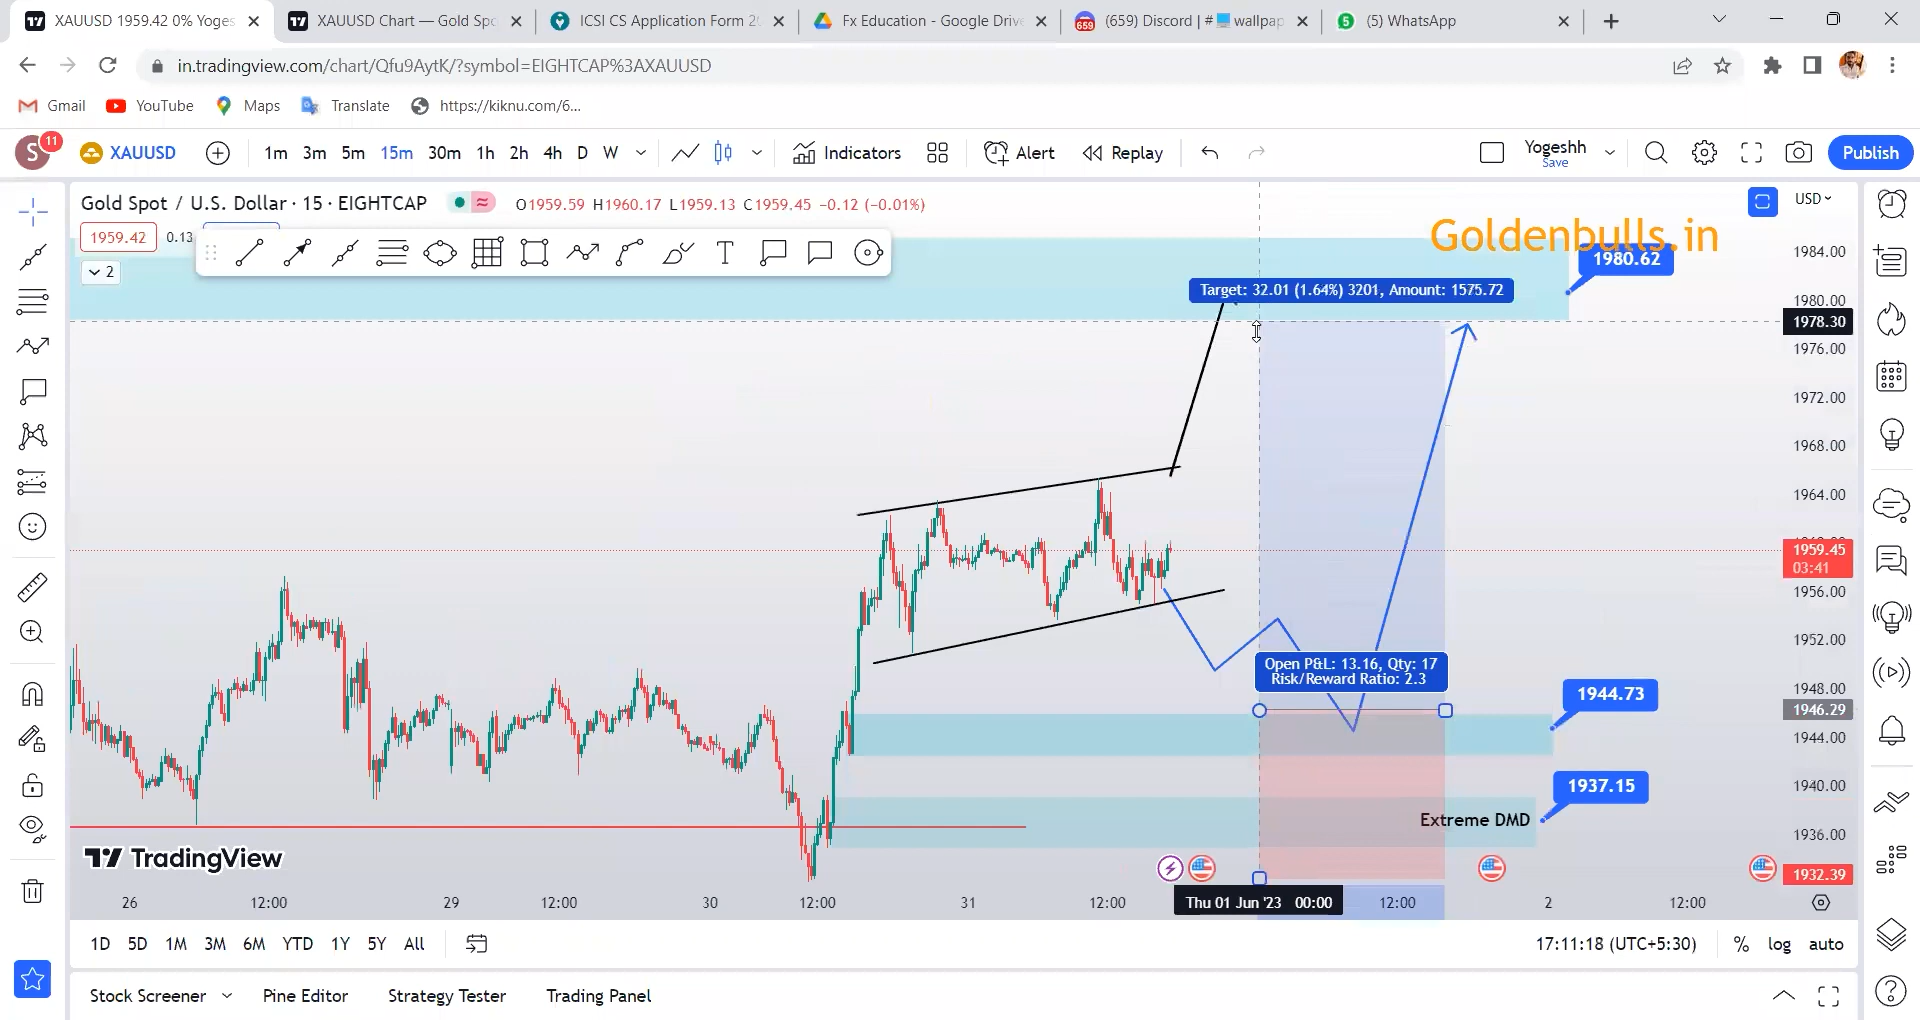 XAUUSD 1959.42 0% Yoges
XAUUSD Chart — Gold Spo
ICSI CS Application Form 2
Fx Education - Google Drive
(659) Discord | # wallpap
(5) WhatsApp
in.tradingview.com/chart/Qfu9AytK/?symbol=EIGHTCAP%3AXAUUSD
Gmail YouTube Maps Translate https://kiknu.com/6...
S 11 XAUUSD 1m 3m 5m 15m 30m 1h 2h 4h D W Indicators Alert Replay Yogeshh Save Publish
Gold Spot / U.S. Dollar · 15 · EIGHTCAP O1959.59 H1960.17 L1959.13 C1959.45 −0.12 (−0.01%)
USD
1959.42 0.13
2
Goldenbulls.in
1980.62
Target: 32.01 (1.64%) 3201, Amount: 1575.72
Open P&L: 13.16, Qty: 17
Risk/Reward Ratio: 2.3
1944.73
1937.15
Extreme DMD
1984.00
1980.00
1978.30
1976.00
1972.00
1968.00
1964.00
1959.45
03:41
1956.00
1952.00
1948.00
1946.29
1944.00
1940.00
1936.00
1932.39
TradingView
26 12:00 29 12:00 30 12:00 31 12:00 Thu 01 Jun '23 00:00 12:00 2 12:00
1D 5D 1M 3M 6M YTD 1Y 5Y All 17:11:18 (UTC+5:30) % log auto
Stock Screener Pine Editor Strategy Tester Trading Panel